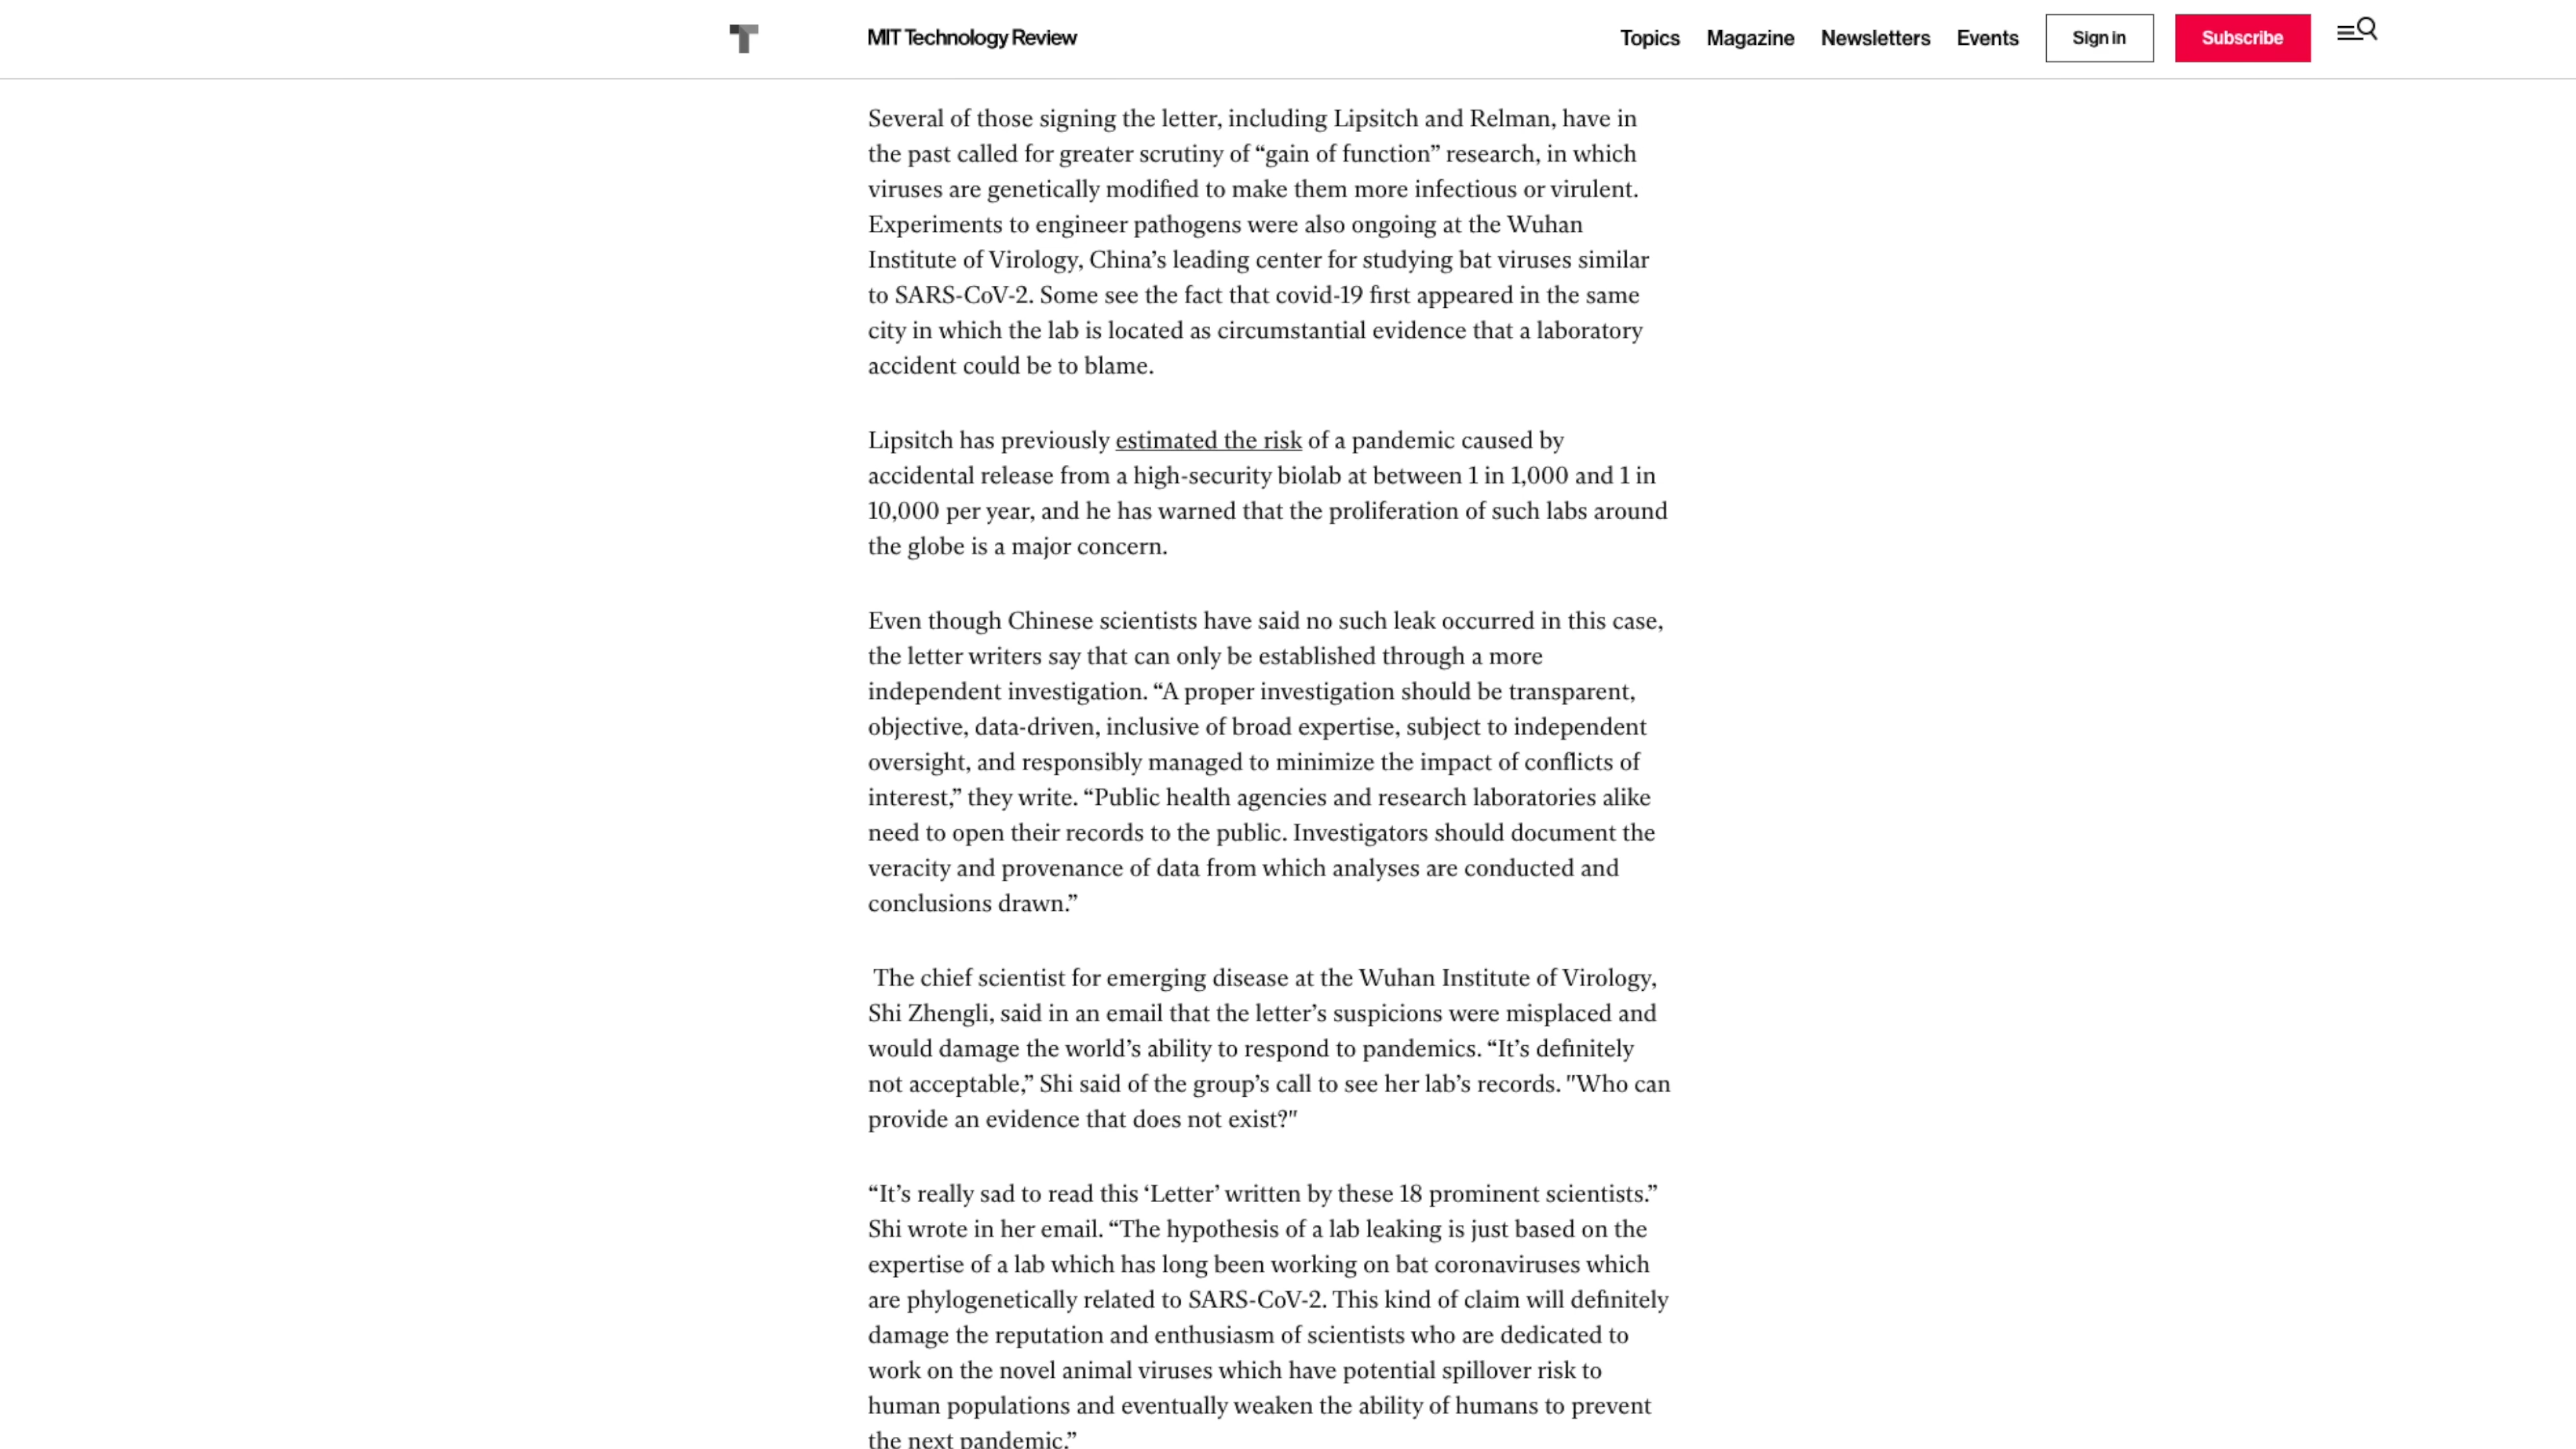 MIT Technology Review
Topics
Magazine
Newsletters
Events
Sign in
Subscribe
Several of those signing the letter, including Lipsitch and Relman, have in
the past called for greater scrutiny of “gain of function” research, in which
viruses are genetically modified to make them more infectious or virulent.
Experiments to engineer pathogens were also ongoing at the Wuhan
Institute of Virology, China’s leading center for studying bat viruses similar
to SARS-CoV-2. Some see the fact that covid-19 first appeared in the same
city in which the lab is located as circumstantial evidence that a laboratory
accident could be to blame.
Lipsitch has previously estimated the risk of a pandemic caused by
accidental release from a high-security biolab at between 1 in 1,000 and 1 in
10,000 per year, and he has warned that the proliferation of such labs around
the globe is a major concern.
Even though Chinese scientists have said no such leak occurred in this case,
the letter writers say that can only be established through a more
independent investigation. “A proper investigation should be transparent,
objective, data-driven, inclusive of broad expertise, subject to independent
oversight, and responsibly managed to minimize the impact of conflicts of
interest,” they write. “Public health agencies and research laboratories alike
need to open their records to the public. Investigators should document the
veracity and provenance of data from which analyses are conducted and
conclusions drawn.”
The chief scientist for emerging disease at the Wuhan Institute of Virology,
Shi Zhengli, said in an email that the letter’s suspicions were misplaced and
would damage the world’s ability to respond to pandemics. “It’s definitely
not acceptable,” Shi said of the group’s call to see her lab’s records. "Who can
provide an evidence that does not exist?"
“It’s really sad to read this ‘Letter’ written by these 18 prominent scientists.”
Shi wrote in her email. “The hypothesis of a lab leaking is just based on the
expertise of a lab which has long been working on bat coronaviruses which
are phylogenetically related to SARS-CoV-2. This kind of claim will definitely
damage the reputation and enthusiasm of scientists who are dedicated to
work on the novel animal viruses which have potential spillover risk to
human populations and eventually weaken the ability of humans to prevent
the next pandemic.”